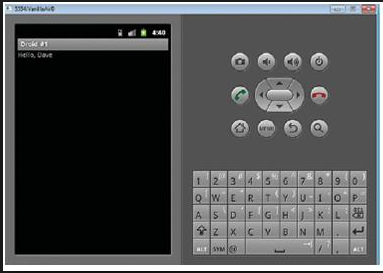 5554:VanillaAVD
4:40
Droid #1
Hello, Dave
MENU
1 2 3 4 5 6 7 8 9 0
Q W E R T Y U I O P
A S D F G H J K L
Z X C V B N M .
ALT SYM @ / , ALT